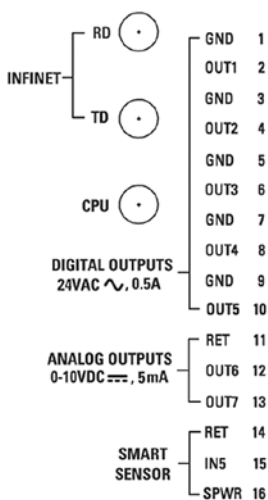 RD
INFINET
TD
CPU
DIGITAL OUTPUTS
24VAC ∿, 0.5A
GND 1
OUT1 2
GND 3
OUT2 4
GND 5
OUT3 6
GND 7
OUT4 8
GND 9
OUT5 10
ANALOG OUTPUTS
0-10VDC ⎓, 5mA
RET 11
OUT6 12
OUT7 13
SMART
SENSOR
RET 14
IN5 15
SPWR 16